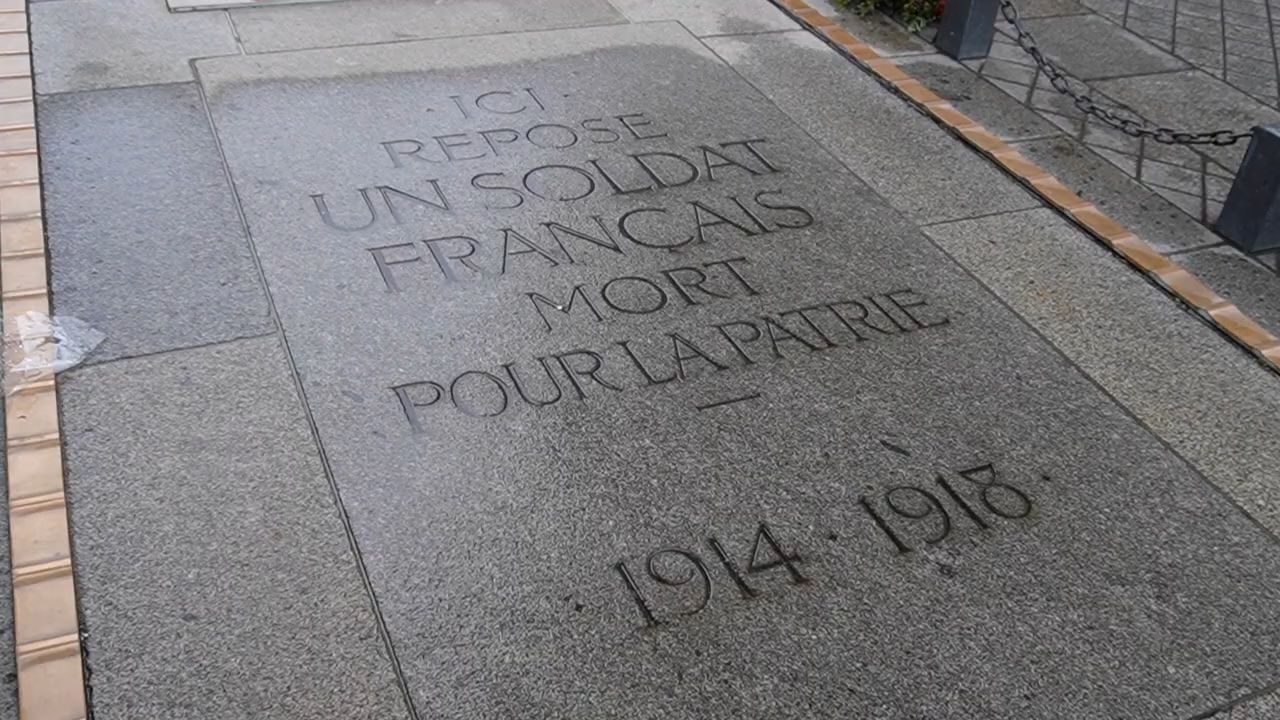 ICI
REPOSE
UN SOLDAT
FRANÇAIS
MORT
POUR LA PATRIE
—
1914 · 1918